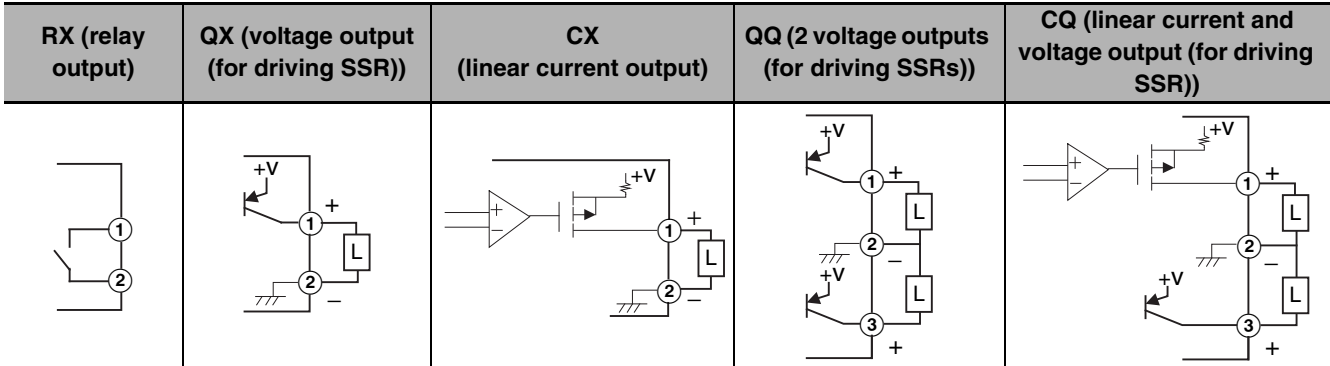 RX (relay
output)
QX (voltage output
(for driving SSR))
CX
(linear current output)
QQ (2 voltage outputs
(for driving SSRs))
CQ (linear current and
voltage output (for driving
SSR))
1
2
+V
+
1
L
2
−
+
−
+V
+
1
L
2
−
+V
+
1
L
2
−
+V
L
3
+
+
−
+V
+
1
L
2
−
+V
L
3
+